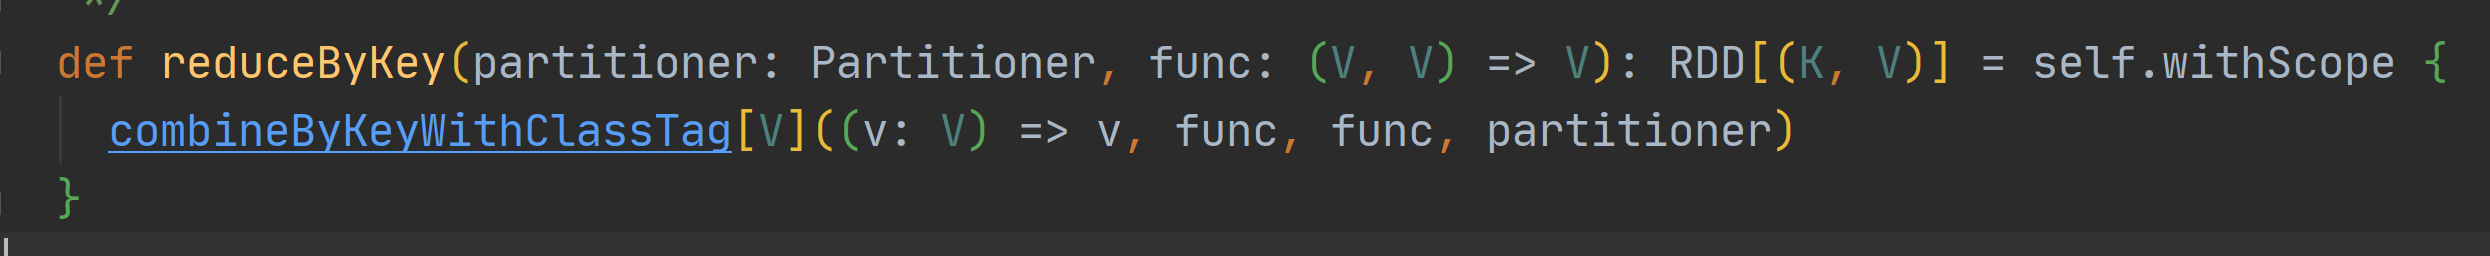 */
def reduceByKey(partitioner: Partitioner, func: (V, V) => V): RDD[(K, V)] = self.withScope {
combineByKeyWithClassTag[V]((v: V) => v, func, func, partitioner)
}